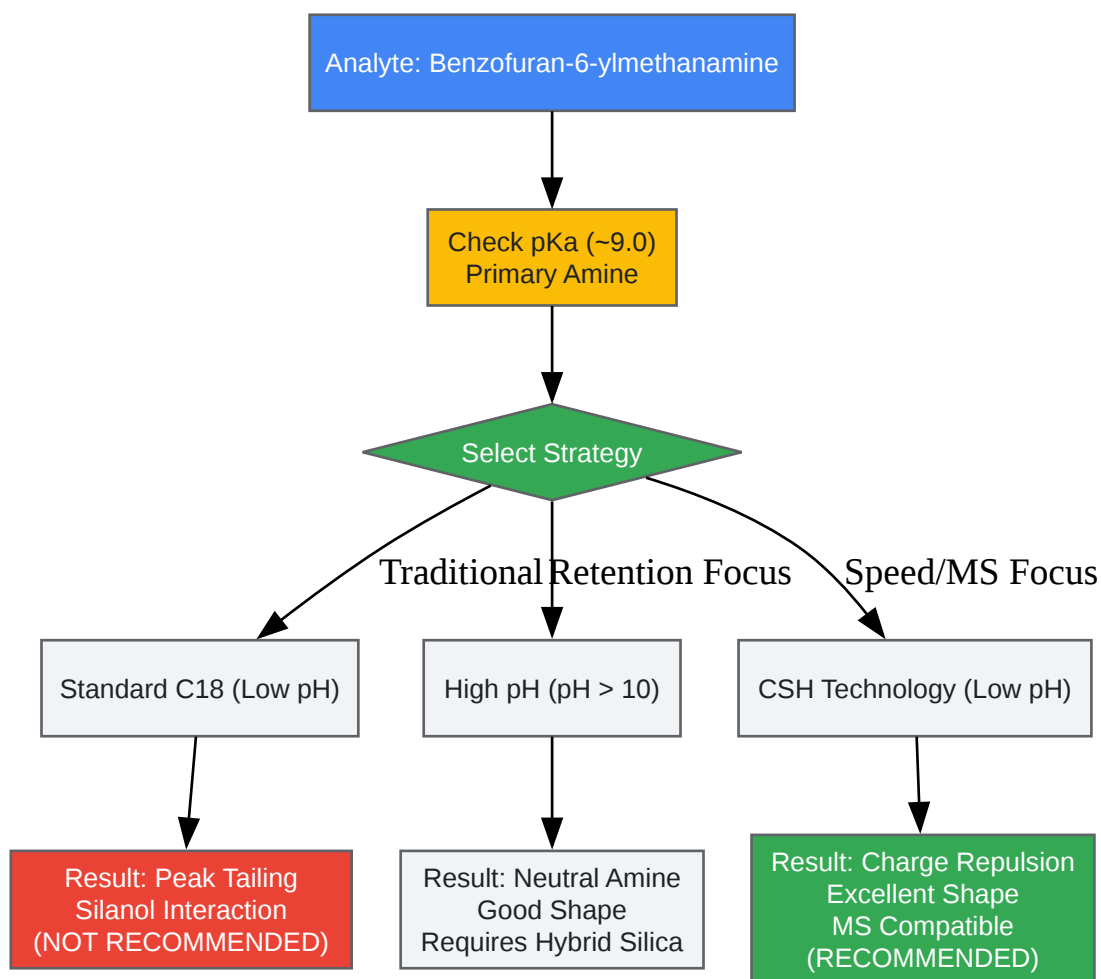 Analyte: Benzofuran-6-ylmethanamine
Check pKa (~9.0)
Primary Amine
Select Strategy
Traditional
Retention Focus
Speed/MS Focus
Standard C18 (Low pH)
High pH (pH > 10)
CSH Technology (Low pH)
Result: Peak Tailing
Silanol Interaction
(NOT RECOMMENDED)
Result: Neutral Amine
Good Shape
Requires Hybrid Silica
Result: Charge Repulsion
Excellent Shape
MS Compatible
(RECOMMENDED)